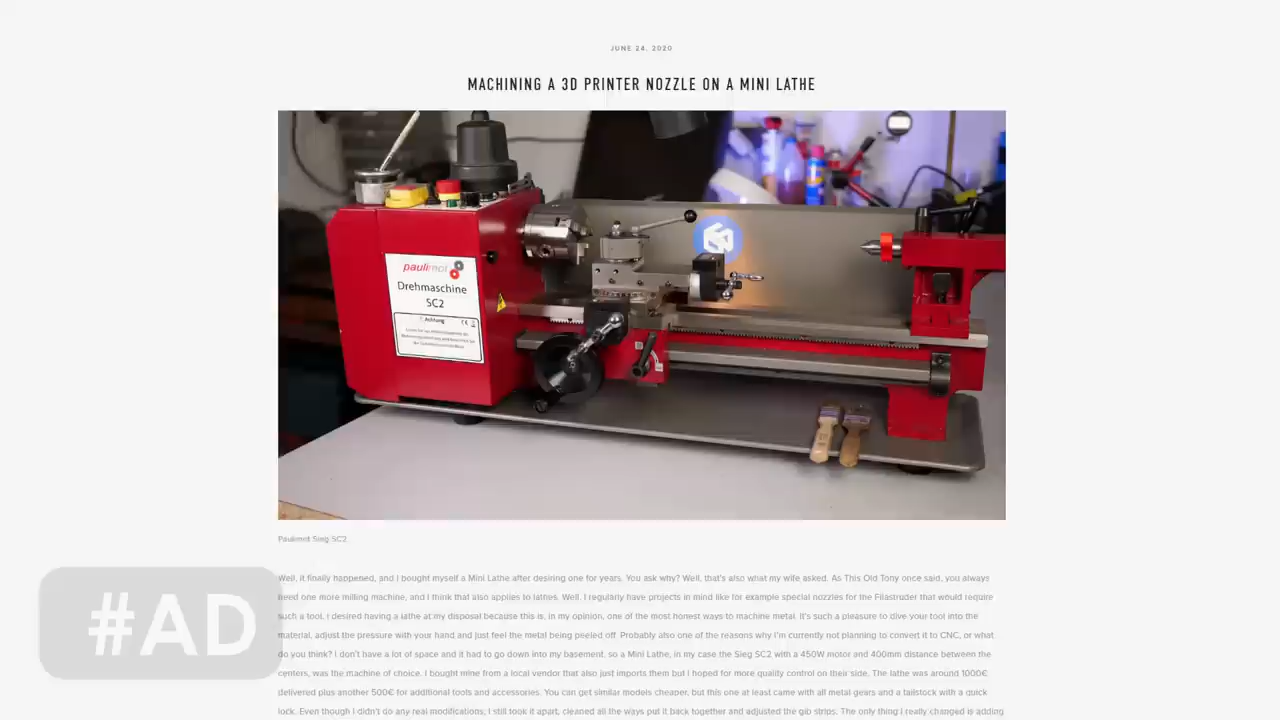 JUNE 24, 2020
MACHINING A 3D PRINTER NOZZLE ON A MINI LATHE
paulimot
Drehmaschine
SC2
Achtung
Paulimot Sieg SC2
Well, it finally happened, and I bought myself a Mini Lathe after desiring one for years. You ask why? Well, that's also what my wife asked. As This Old Tony once said, you always
need one more milling machine, and I think that also applies to lathes. Well, I regularly have projects in mind like for example special nozzles for the Filastruder that would require
such a tool. I desired having a lathe at my disposal because this is, in my opinion, one of the most honest ways to machine metal. It's such a pleasure to dive your tool into the
material, adjust the pressure with your hand and just feel the metal being peeled off. Probably also one of the reasons why I'm currently not planning to convert it to CNC, or what
do you think? I don't have a lot of space and it had to go down into my basement, so a Mini Lathe, in my case the Sieg SC2 with a 450W motor and 400mm distance between the
centers, was the machine of choice. I bought mine from a local vendor that also just imports them but I hoped for more quality control on their side. The lathe was around 1000€
delivered plus another 500€ for additional tools and accessories. You can get similar models cheaper, but this one at least came with all metal gears and a tailstock with a quick
lock. Even though I didn't do any real modifications, I still took it apart, cleaned all the ways put it back together and adjusted the gib strips. The only thing I really changed is adding
#AD